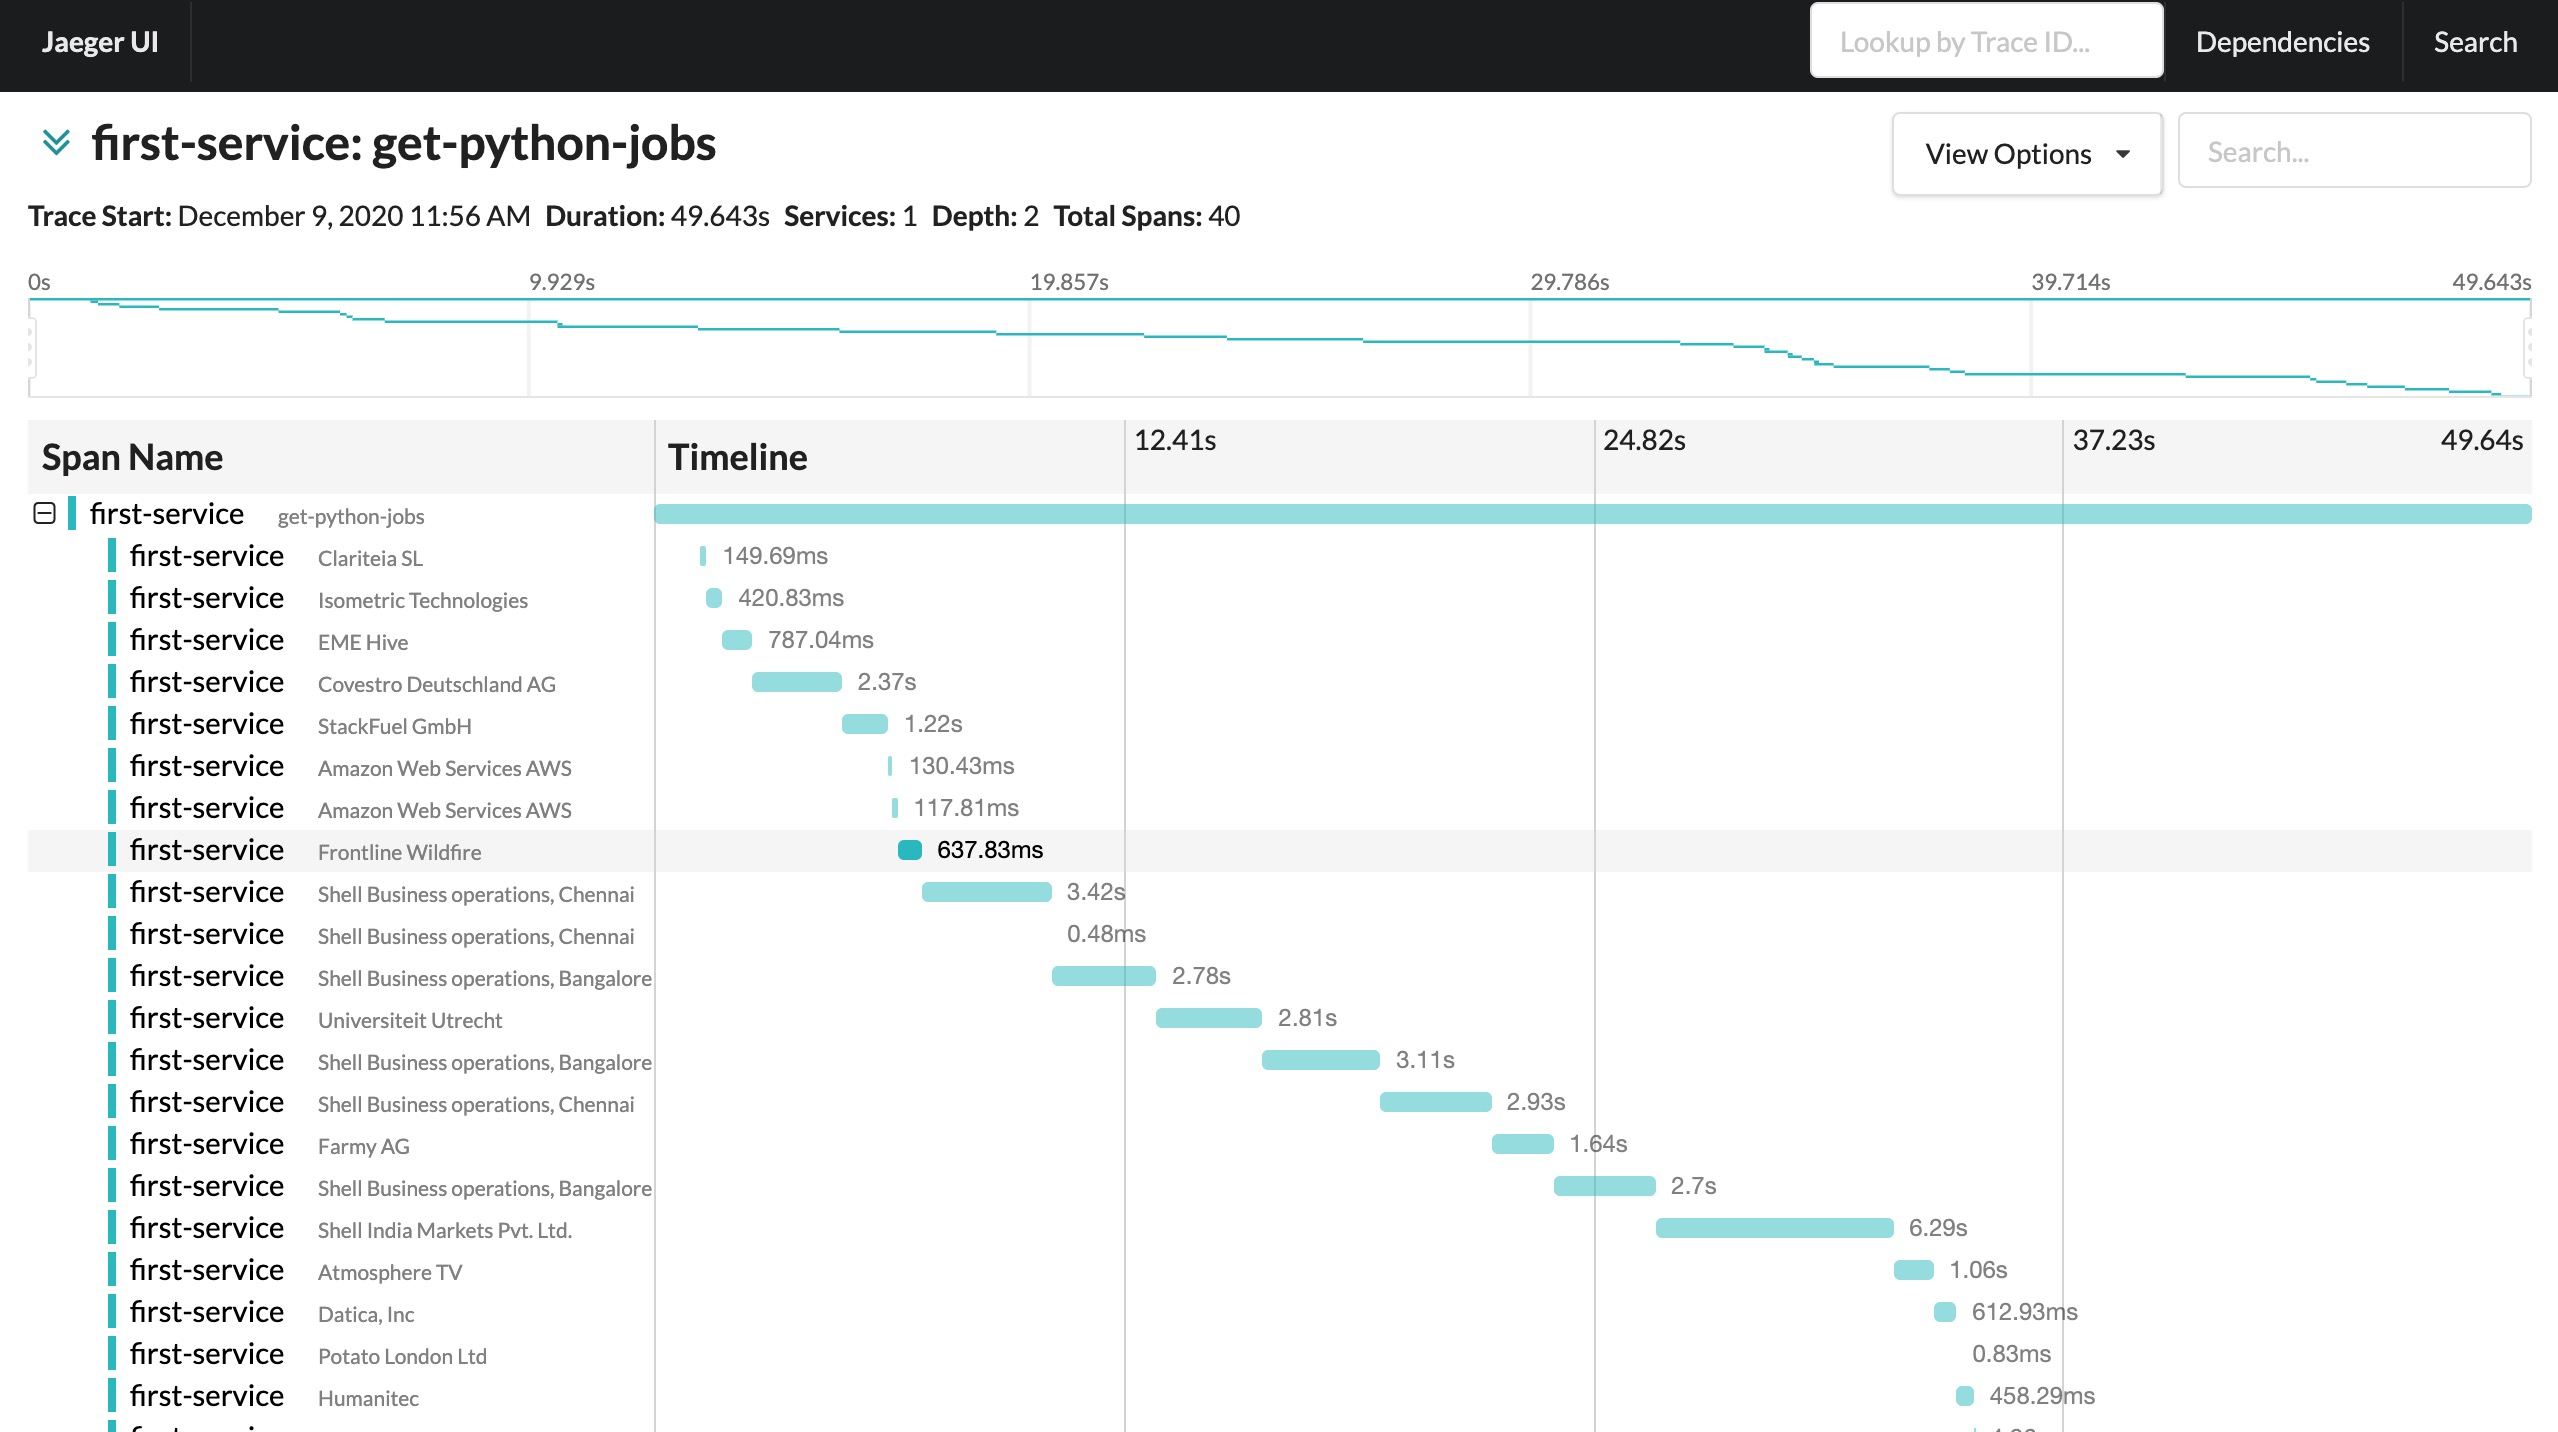 Jaeger UI Lookup by Trace ID... Dependencies Search
first-service: get-python-jobs View Options Search...
Trace Start: December 9, 2020 11:56 AM Duration: 49.643s Services: 1 Depth: 2 Total Spans: 40
0s 9.929s 19.857s 29.786s 39.714s 49.643s
Span Name Timeline 12.41s 24.82s 37.23s 49.64s
first-service get-python-jobs
first-service Clariteia SL 149.69ms
first-service Isometric Technologies 420.83ms
first-service EME Hive 787.04ms
first-service Covestro Deutschland AG 2.37s
first-service StackFuel GmbH 1.22s
first-service Amazon Web Services AWS 130.43ms
first-service Amazon Web Services AWS 117.81ms
first-service Frontline Wildfire 637.83ms
first-service Shell Business operations, Chennai 3.42s
first-service Shell Business operations, Chennai 0.48ms
first-service Shell Business operations, Bangalore 2.78s
first-service Universiteit Utrecht 2.81s
first-service Shell Business operations, Bangalore 3.11s
first-service Shell Business operations, Chennai 2.93s
first-service Farmy AG 1.64s
first-service Shell Business operations, Bangalore 2.7s
first-service Shell India Markets Pvt. Ltd. 6.29s
first-service Atmosphere TV 1.06s
first-service Datica, Inc 612.93ms
first-service Potato London Ltd 0.83ms
first-service Humanitec 458.29ms